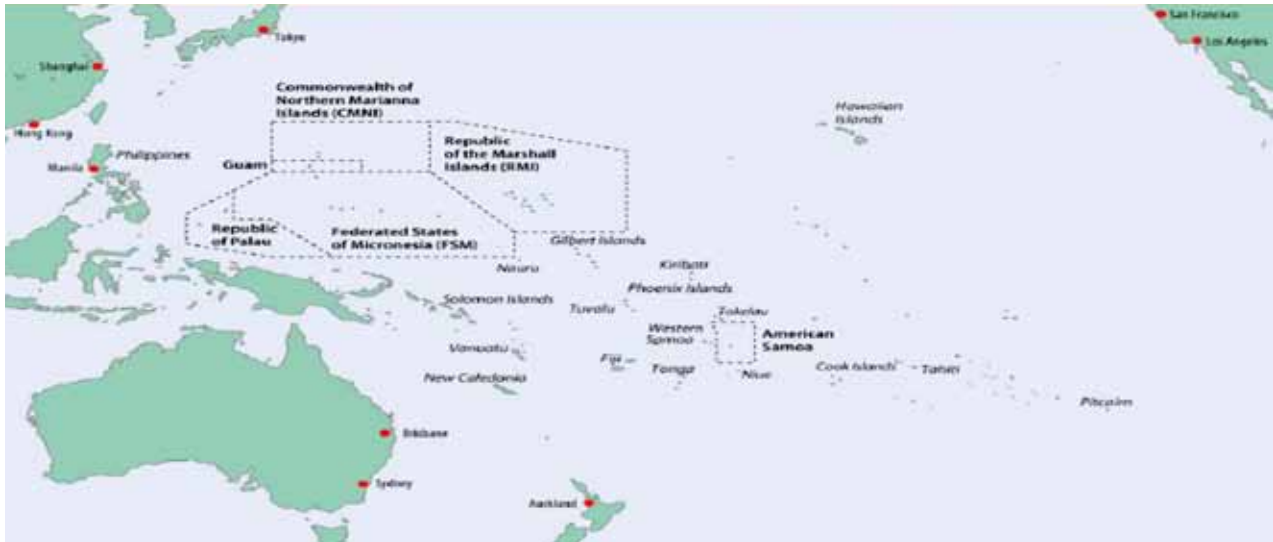 San Francisco
Tokyo
Los Angeles
Shanghai
Commonwealth of
Northern Marianna
Islands (CMNI)
Hawaiian
Islands
Hong Kong
Republic
of the Marshall
Islands (RMI)
Philippines
Manila
Guam
Republic
of Palau
Federated States
of Micronesia (FSM)
Gilbert Islands
Nauru
Kiribati
Phoenix Islands
Solomon Islands
Tuvalu
Tokelau
Western
Samoa
American
Samoa
Vanuatu
Fiji
Tonga
Niue
Cook Islands
Tahiti
New Caledonia
Pitcairn
Brisbane
Sydney
Auckland